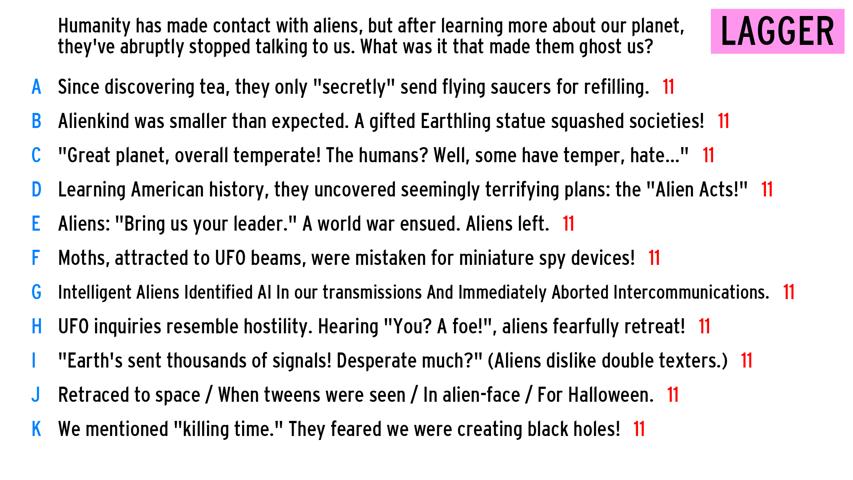 Humanity has made contact with aliens, but after learning more about our planet,
they've abruptly stopped talking to us. What was it that made them ghost us?
LAGGER
A Since discovering tea, they only "secretly" send flying saucers for refilling. 11
B Alienkind was smaller than expected. A gifted Earthling statue squashed societies! 11
C "Great planet, overall temperate! The humans? Well, some have temper, hate..." 11
D Learning American history, they uncovered seemingly terrifying plans: the "Alien Acts!" 11
E Aliens: "Bring us your leader." A world war ensued. Aliens left. 11
F Moths, attracted to UFO beams, were mistaken for miniature spy devices! 11
G Intelligent Aliens Identified AI In our transmissions And Immediately Aborted Intercommunications. 11
H UFO inquiries resemble hostility. Hearing "You? A foe!", aliens fearfully retreat! 11
I "Earth's sent thousands of signals! Desperate much?" (Aliens dislike double texters.) 11
J Retraced to space / When tweens were seen / In alien-face / For Halloween. 11
K We mentioned "killing time." They feared we were creating black holes! 11